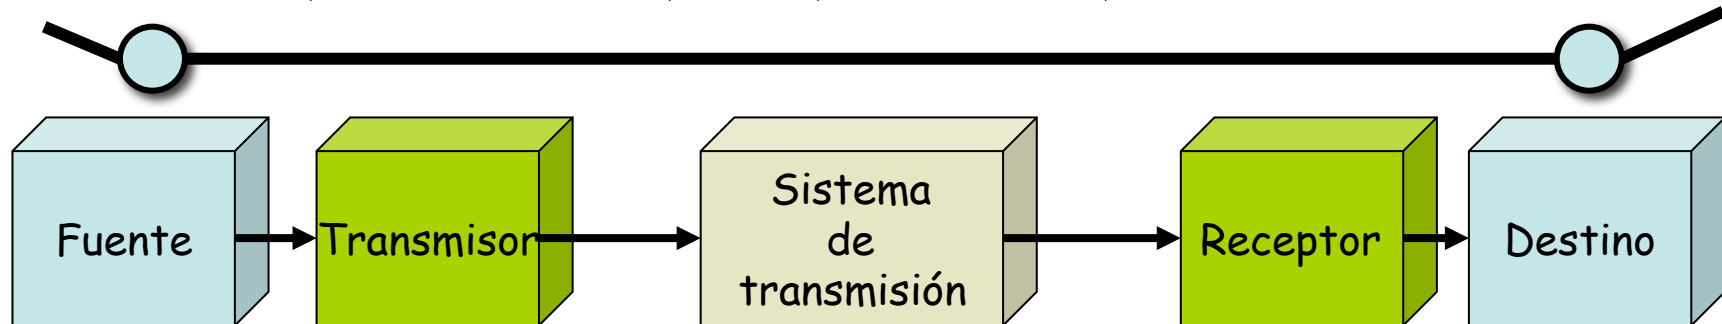 Fuente
Transmisor
Sistema
de
transmisión
Receptor
Destino